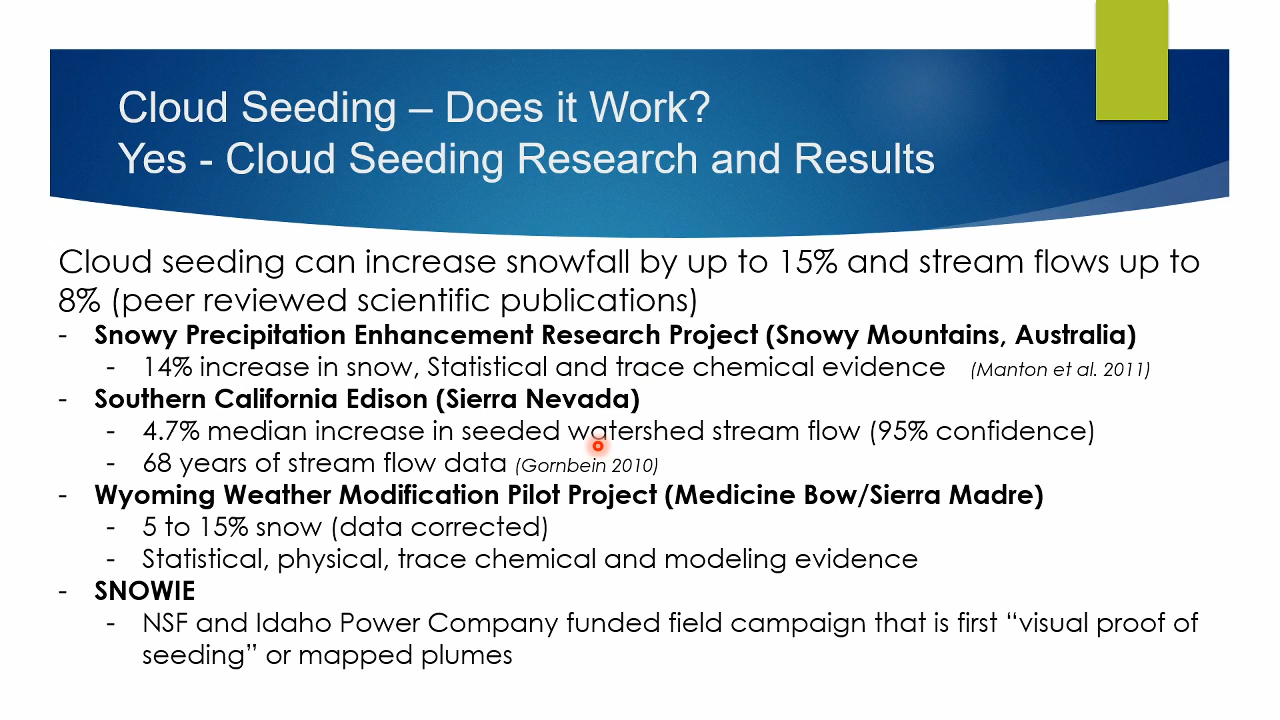 Cloud Seeding – Does it Work?
Yes - Cloud Seeding Research and Results
Cloud seeding can increase snowfall by up to 15% and stream flows up to
8% (peer reviewed scientific publications)
- Snowy Precipitation Enhancement Research Project (Snowy Mountains, Australia)
- 14% increase in snow, Statistical and trace chemical evidence (Manton et al. 2011)
- Southern California Edison (Sierra Nevada)
- 4.7% median increase in seeded watershed stream flow (95% confidence)
- 68 years of stream flow data (Gornbein 2010)
- Wyoming Weather Modification Pilot Project (Medicine Bow/Sierra Madre)
- 5 to 15% snow (data corrected)
- Statistical, physical, trace chemical and modeling evidence
- SNOWIE
- NSF and Idaho Power Company funded field campaign that is first “visual proof of
seeding” or mapped plumes